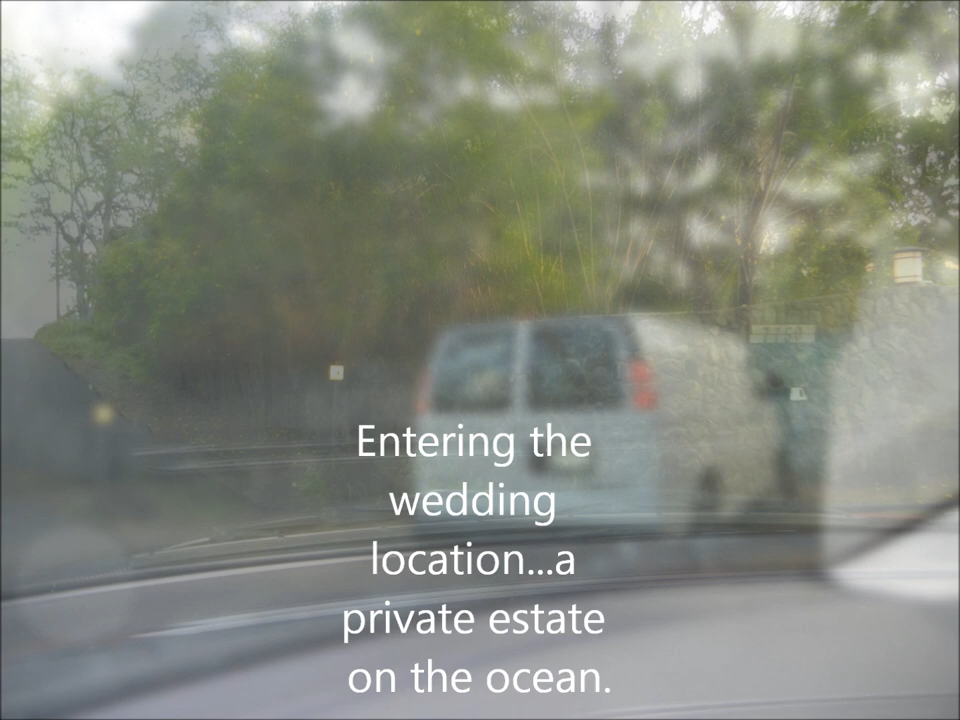 Entering the
wedding
location...a
private estate
on the ocean.